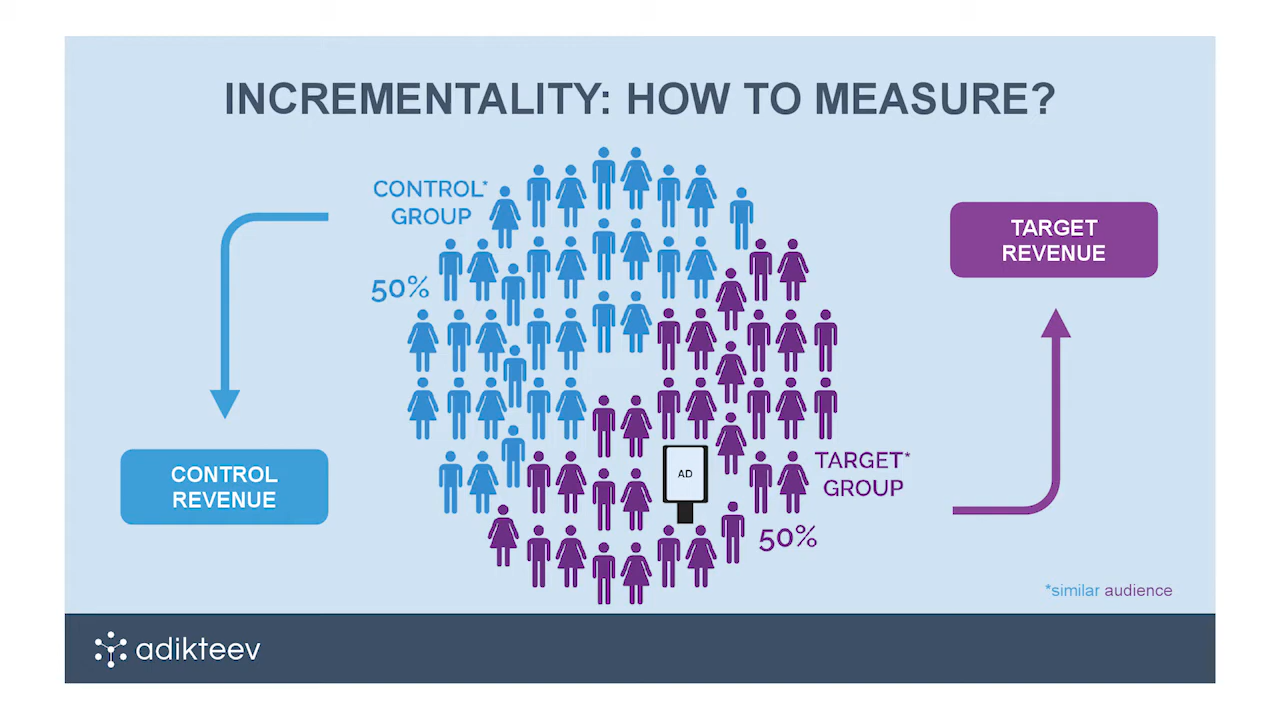 INCREMENTALITY: HOW TO MEASURE?
CONTROL*
GROUP
50%
CONTROL
REVENUE
TARGET
REVENUE
AD
TARGET*
GROUP
50%
*similar audience
adikteev